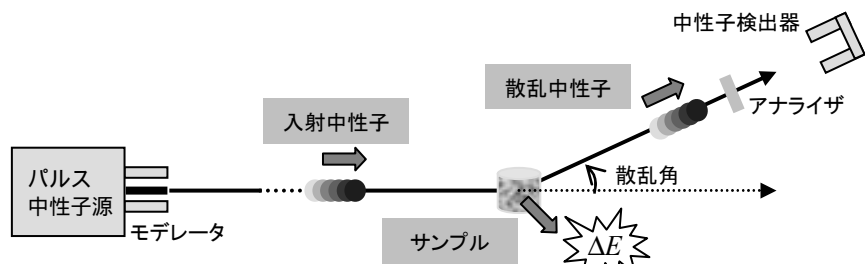 中性子検出器
散乱中性子
アナライザ
入射中性子
パルス
中性子源
散乱角
モデレータ
サンプル
ΔE